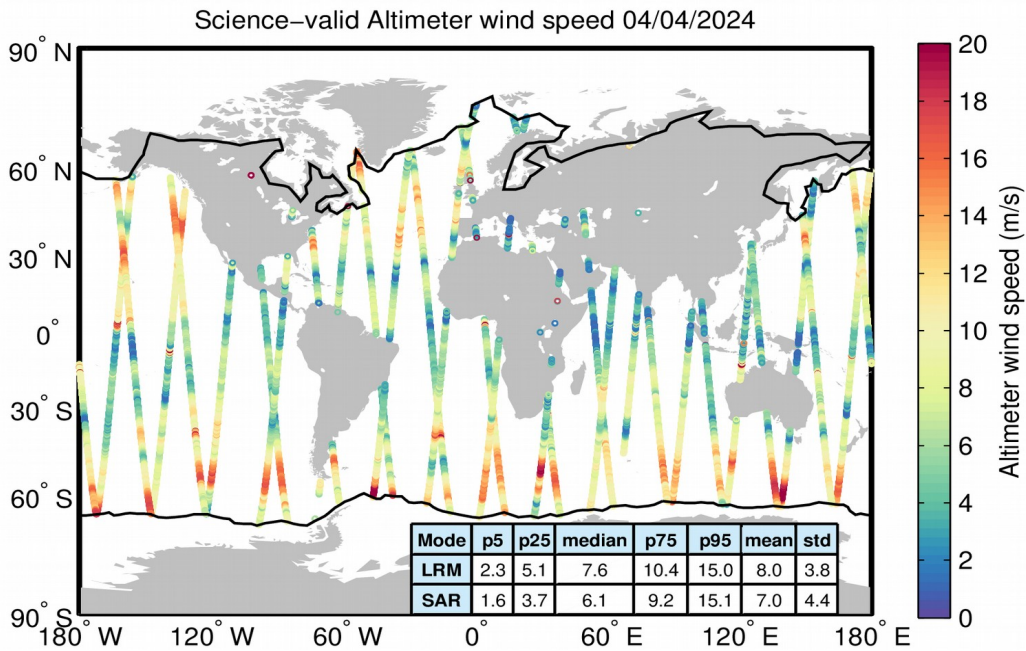 Science−valid Altimeter wind speed 04/04/2024
90° N
60° N
30° N
0°
30° S
60° S
90° S
180° W
120° W
60° W
0°
60° E
120° E
180° E
Mode p5 p25 median p75 p95 mean std
LRM 2.3 5.1 7.6 10.4 15.0 8.0 3.8
SAR 1.6 3.7 6.1 9.2 15.1 7.0 4.4
20
18
16
14
12
10
8
6
4
2
0
Altimeter wind speed (m/s)